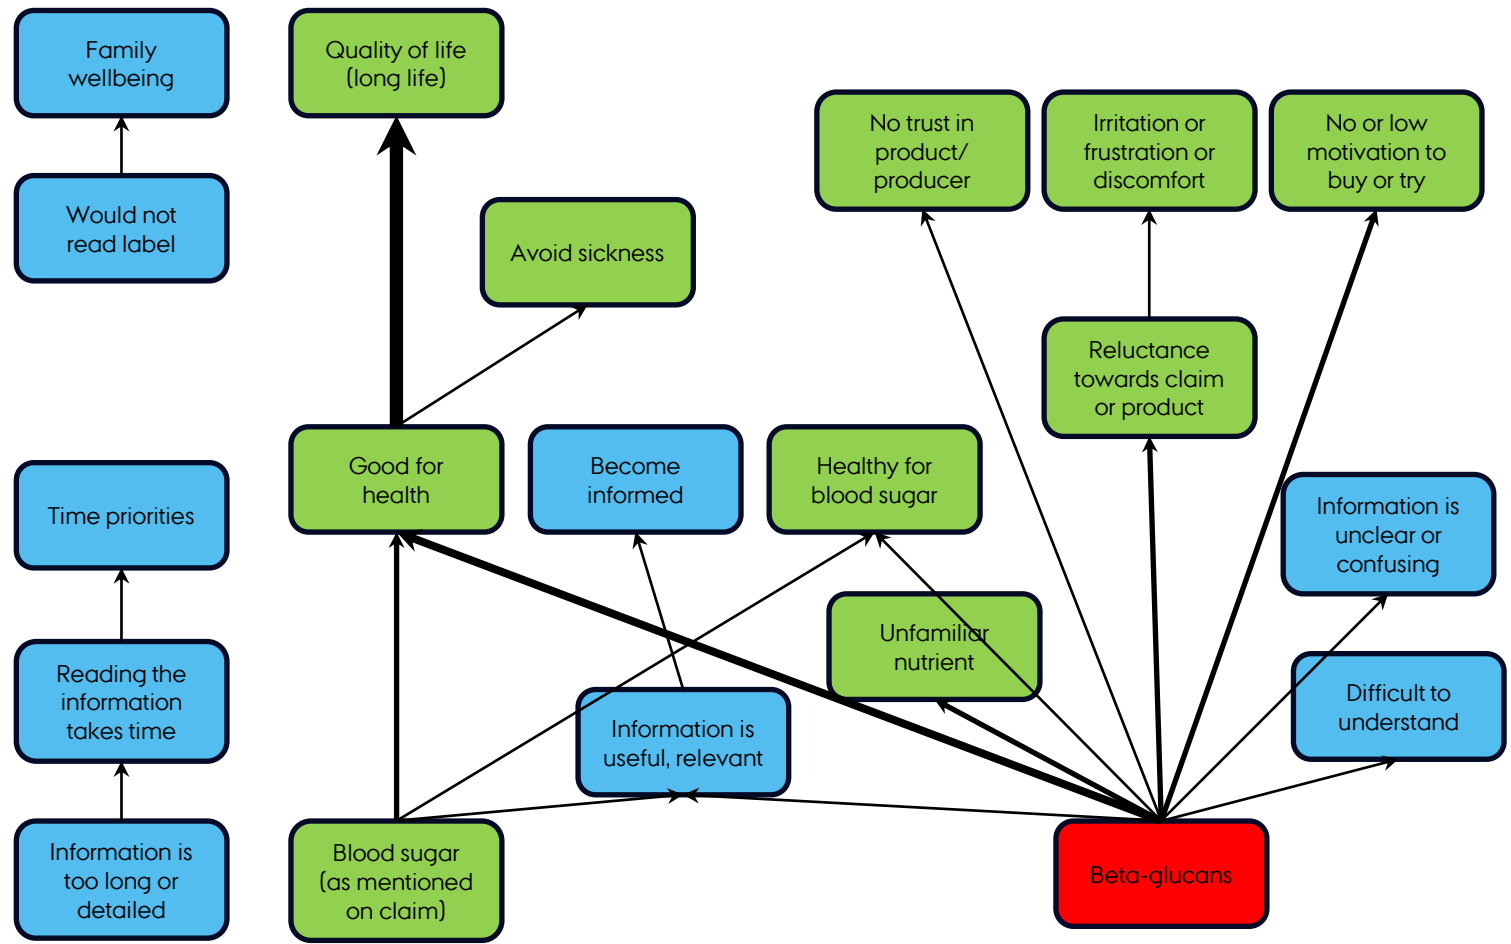 Family
wellbeing
Quality of life
(long life)
No trust in
product/
producer
Irritation or
frustration or
discomfort
No or low
motivation to
buy or try
Would not
read label
Avoid sickness
Reluctance
towards claim
or product
Good for
health
Become
informed
Healthy for
blood sugar
Time priorities
Information is
unclear or
confusing
Unfamiliar
nutrient
Reading the
information
takes time
Information is
useful, relevant
Difficult to
understand
Information is
too long or
detailed
Blood sugar
(as mentioned
on claim)
Beta-glucans